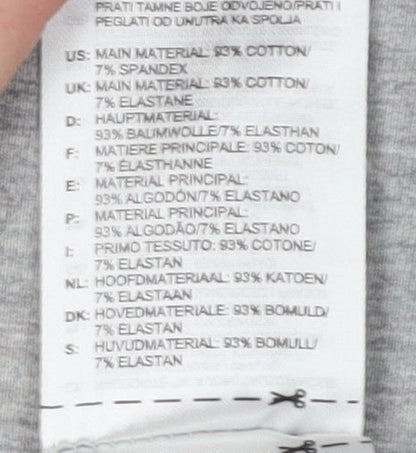 PRATI TAMNE BOJE ODVOJENO/PRATI I
PEGLATI OD UNUTRA KA SPOLJA
US: MAIN MATERIAL: 93% COTTON/
7% SPANDEX
UK: MAIN MATERIAL: 93% COTTON/
7% ELASTANE
D: HAUPTMATERIAL:
93% BAUMWOLLE/7% ELASTHAN
F: MATIERE PRINCIPALE: 93% COTON/
7% ÉLASTHANNE
E: MATERIAL PRINCIPAL:
93% ALGODÓN/7% ELASTANO
P: MATERIAL PRINCIPAL:
93% ALGODÃO/7% ELASTANO
I: PRIMO TESSUTO: 93% COTONE/
7% ELASTAN
NL: HOOFDMATERIAAL: 93% KATOEN/
7% ELASTAAN
DK: HOVEDMATERIALE: 93% BOMULD/
7% ELASTAN
S: HUVUDMATERIAL: 93% BOMULL/
7% ELASTAN